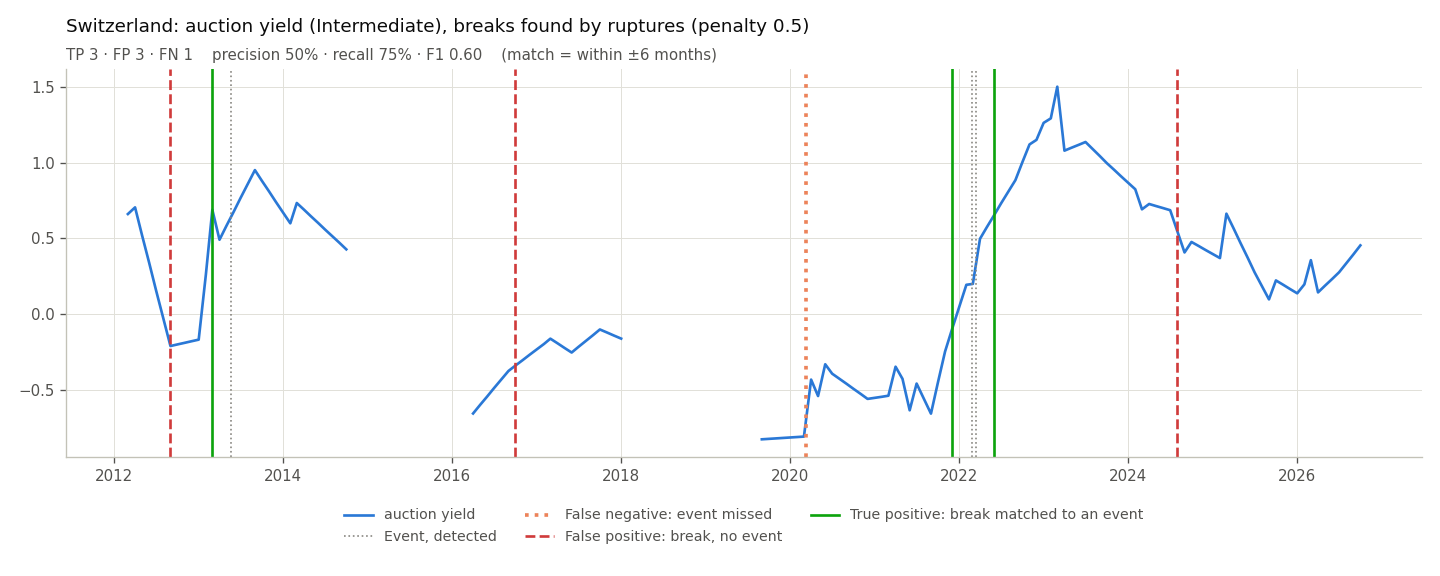 Switzerland: auction yield (Intermediate), breaks found by ruptures (penalty 0.5)
TP 3 · FP 3 · FN 1    precision 50% · recall 75% · F1 0.60    (match = within ±6 months)
1.5
1.0
0.5
0.0
−0.5
2012 2014 2016 2018 2020 2022 2024 2026
auction yield    False negative: event missed    True positive: break matched to an event
Event, detected    False positive: break, no event